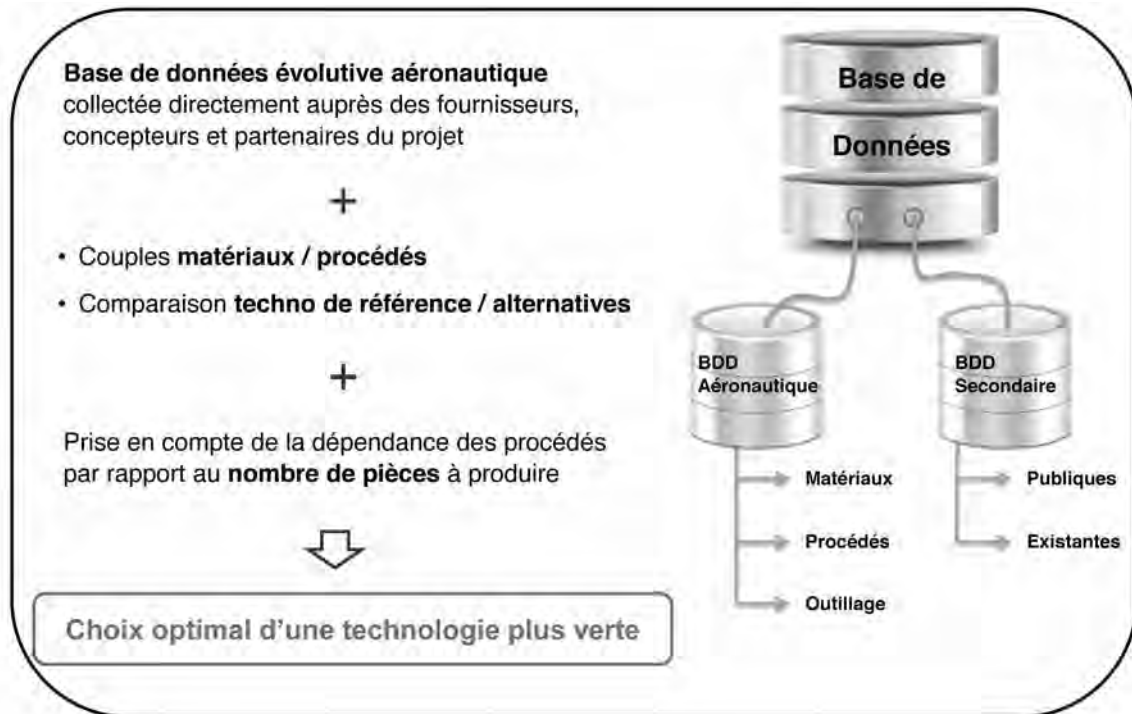 Base de données évolutive aéronautique
collectée directement auprès des fournisseurs,
concepteurs et partenaires du projet
+
• Couples matériaux / procédés
• Comparaison techno de référence / alternatives
+
Prise en compte de la dépendance des procédés
par rapport au nombre de pièces à produire
Choix optimal d'une technologie plus verte
Base de
Données
BDD
Aéronautique
Matériaux
Procédés
Outillage
BDD
Secondaire
Publiques
Existantes